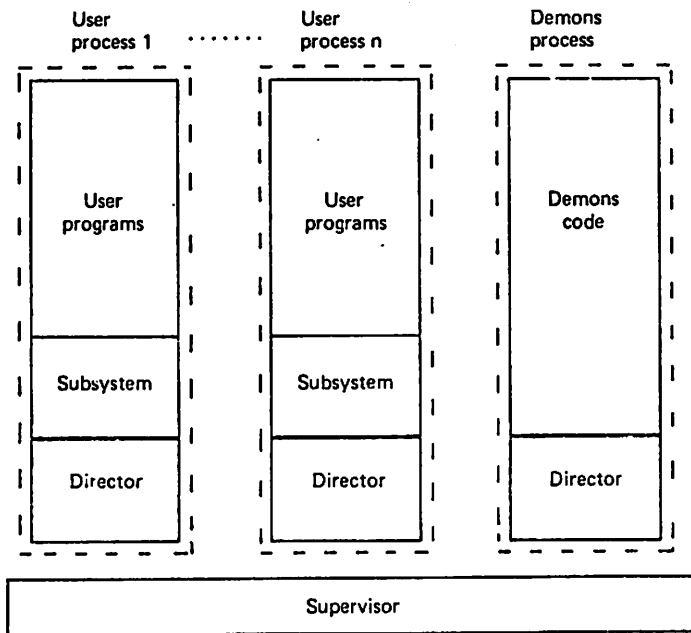 User
process 1
.......
User
process n
Demons
process
User
programs
User
programs
Demons
code
Subsystem
Subsystem
Director
Director
Director
Supervisor